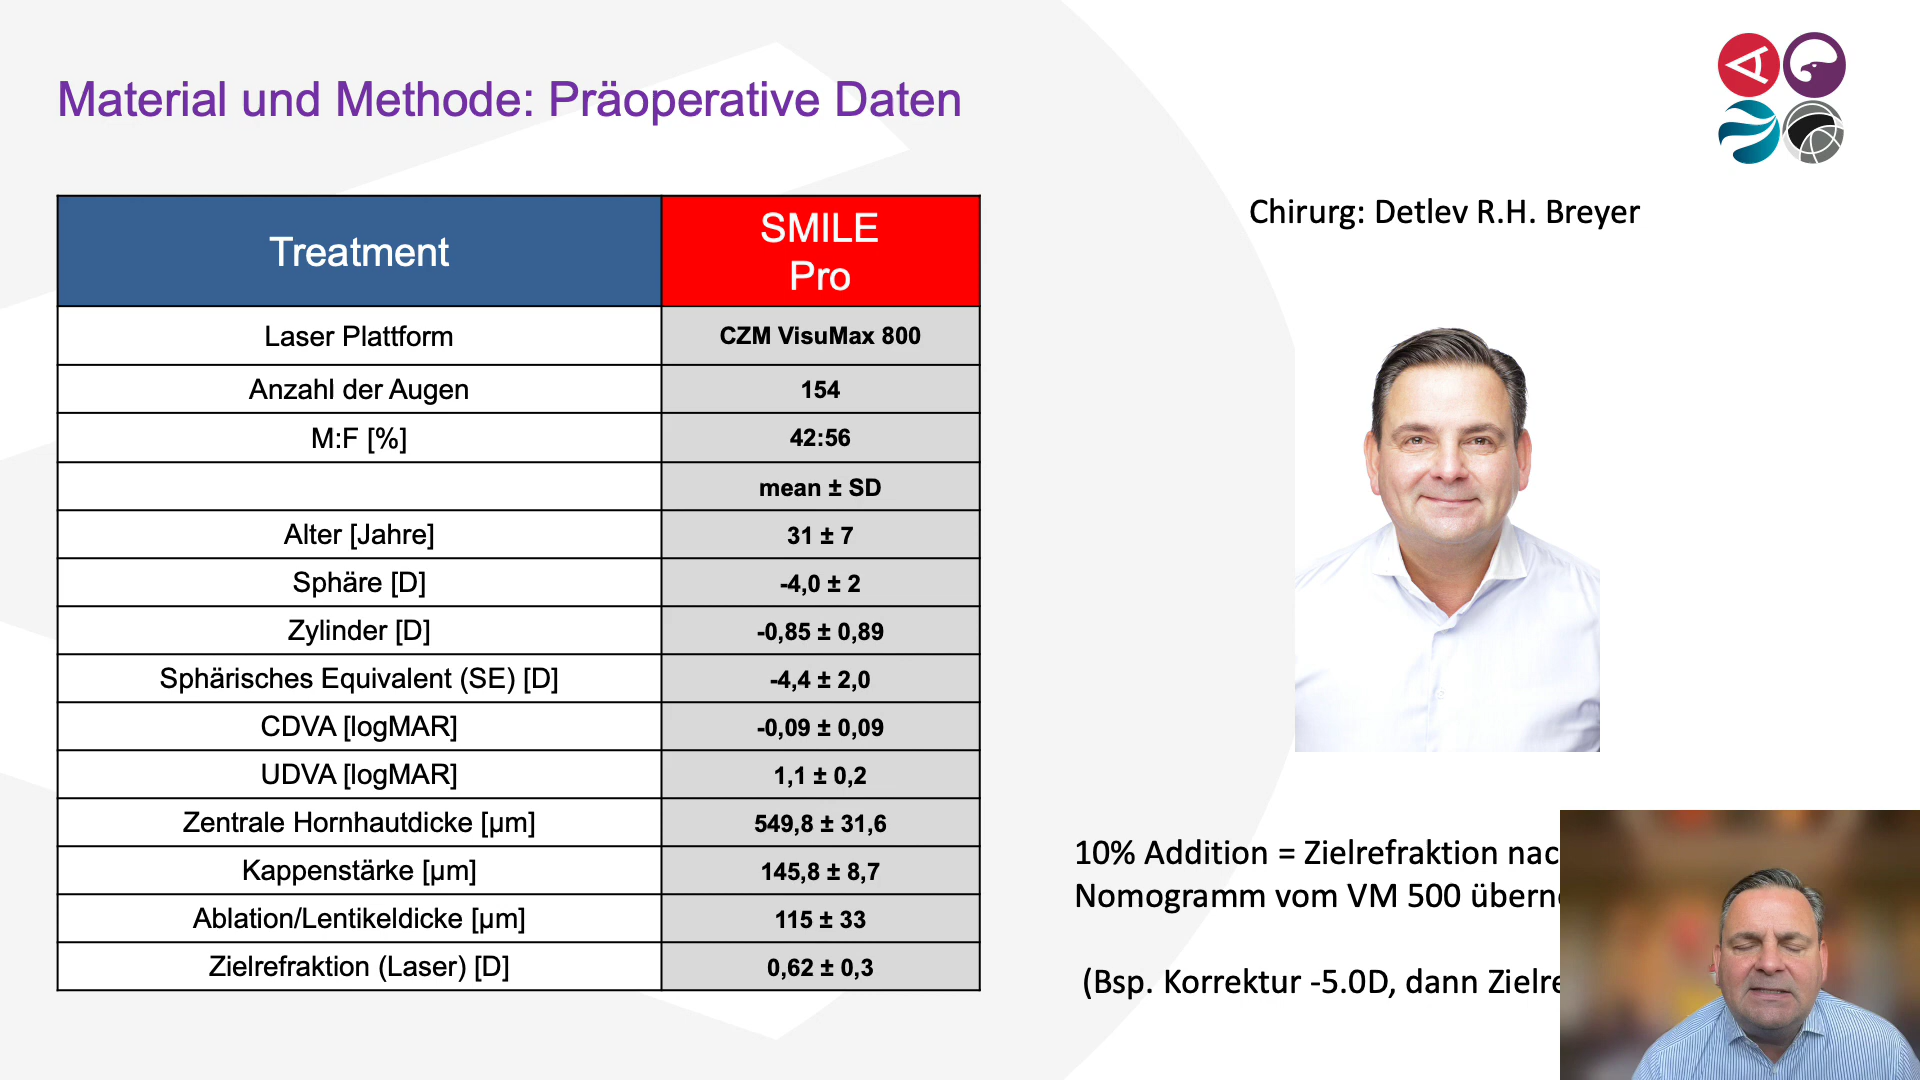 Material und Methode: Präoperative Daten
Treatment SMILE Pro
Laser Plattform CZM VisuMax 800
Anzahl der Augen 154
M:F [%] 42:56
mean ± SD
Alter [Jahre] 31 ± 7
Sphäre [D] -4,0 ± 2
Zylinder [D] -0,85 ± 0,89
Sphärisches Equivalent (SE) [D] -4,4 ± 2,0
CDVA [logMAR] -0,09 ± 0,09
UDVA [logMAR] 1,1 ± 0,2
Zentrale Hornhautdicke [µm] 549,8 ± 31,6
Kappenstärke [µm] 145,8 ± 8,7
Ablation/Lentikeldicke [µm] 115 ± 33
Zielrefraktion (Laser) [D] 0,62 ± 0,3
Chirurg: Detlev R.H. Breyer
10% Addition = Zielrefraktion
Nomogramm vom VM 500
(Bsp. Korrektur -5.0D, dann